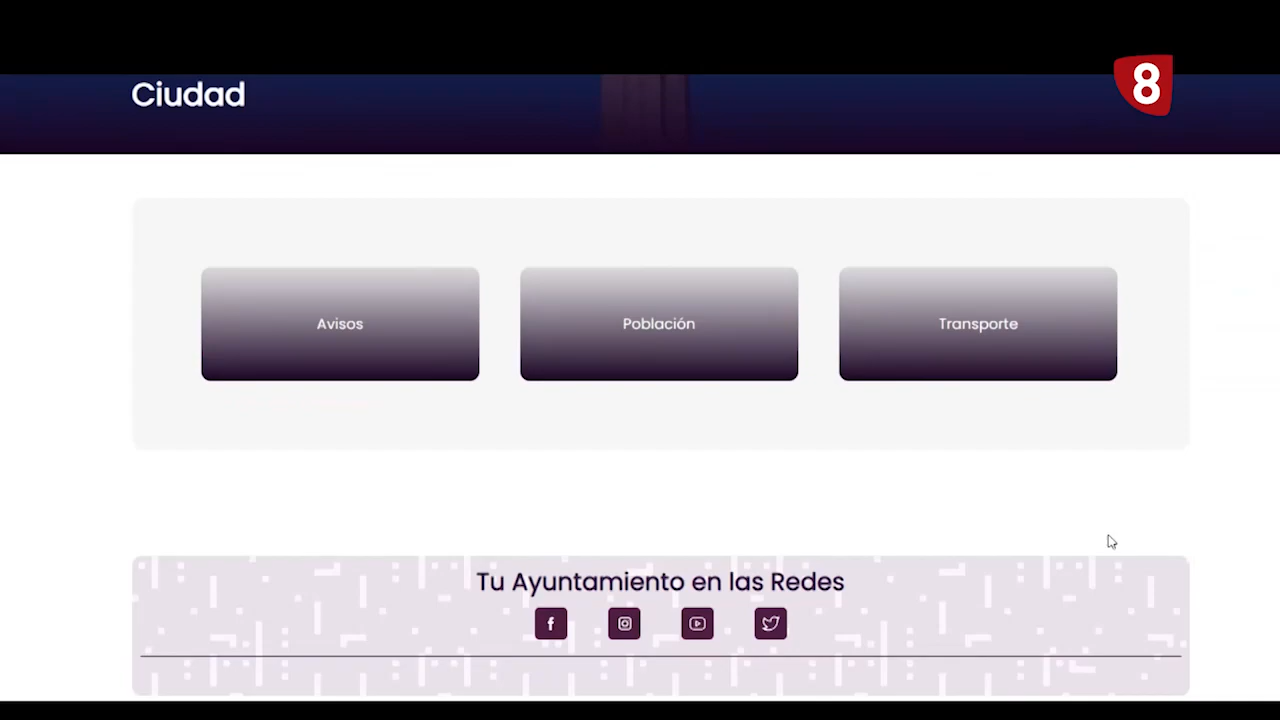 Ciudad
8
Avisos
Población
Transporte
Tu Ayuntamiento en las Redes